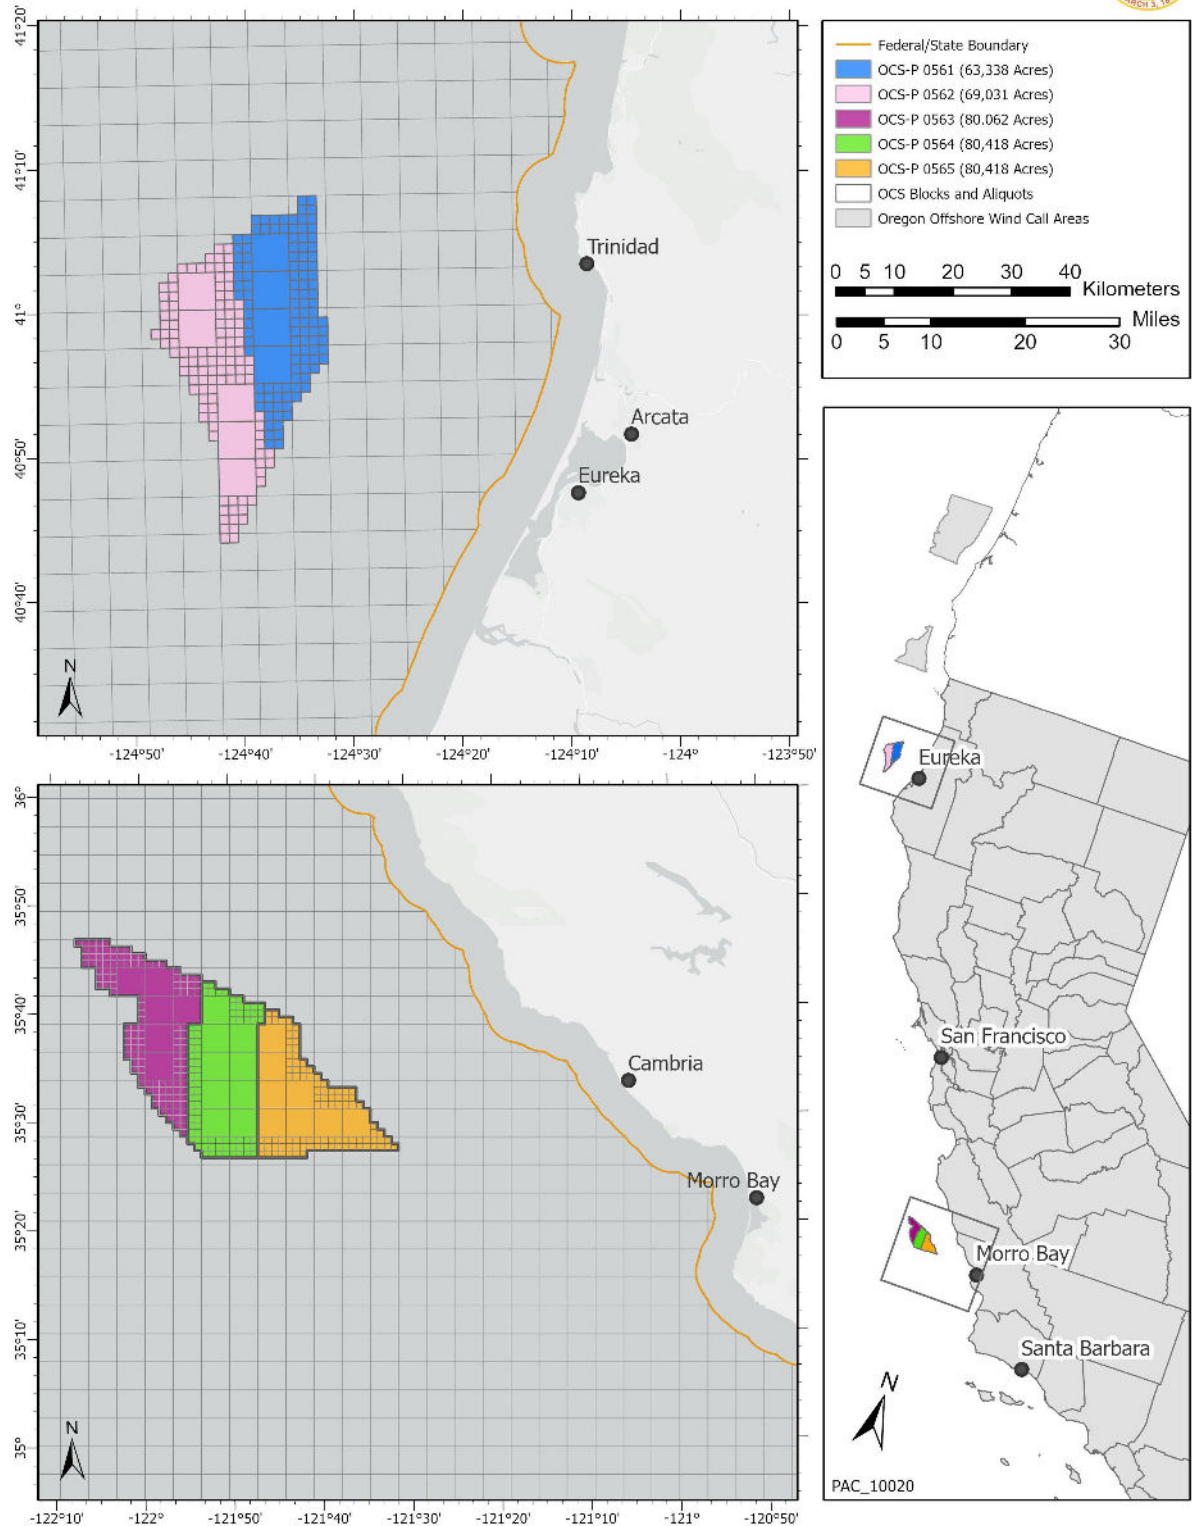 ARCH 3, 18
41°20'
41°10'
41°
40°50'
40°40'
Trinidad
Arcata
Eureka
N
-124°50'
-124°40'
-124°30'
-124°20'
-124°10'
-124°
-123°50'
Federal/State Boundary
OCS-P 0561 (63,338 Acres)
OCS-P 0562 (69,031 Acres)
OCS-P 0563 (80.062 Acres)
OCS-P 0564 (80,418 Acres)
OCS-P 0565 (80,418 Acres)
OCS Blocks and Aliquots
Oregon Offshore Wind Call Areas
0 5 10 20 30 40
Kilometers
Miles
0 5 10 20 30
36°
35°50'
35°40'
35°30'
35°20'
35°10'
35°
Cambria
Morro Bay
N
-122°10'
-122°
-121°50'
-121°40'
-121°30'
-121°20'
-121°10'
-121°
-120°50'
Eureka
San Francisco
Morro Bay
Santa Barbara
N
PAC_10020